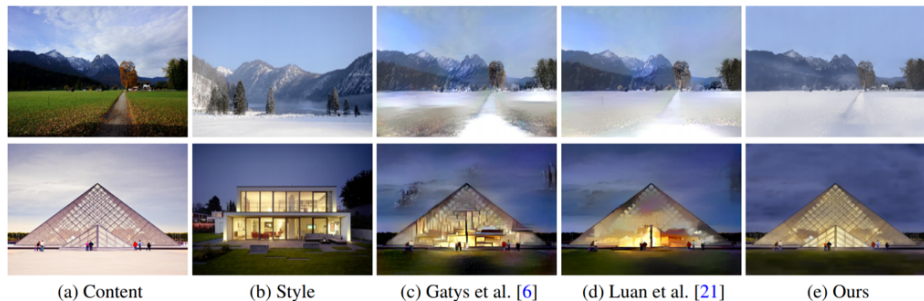 (a) Content (b) Style (c) Gatys et al. [6] (d) Luan et al. [21] (e) Ours